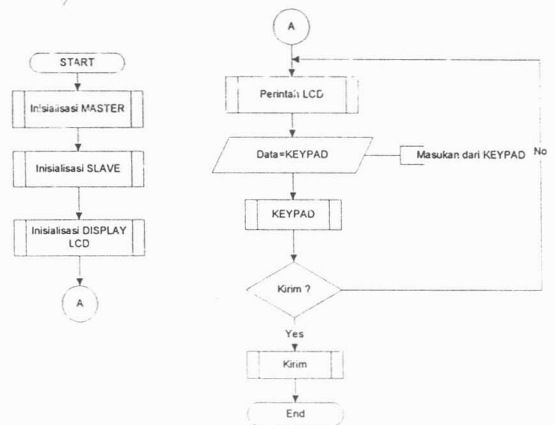 START
Inisialisasi MASTER
Inisialisasi SLAVE
Inisialisasi DISPLAY
LCD
A
A
Perintah LCD
Data=KEYPAD
Masukan dari KEYPAD
No
KEYPAD
Kirim ?
Yes
Kirim
End